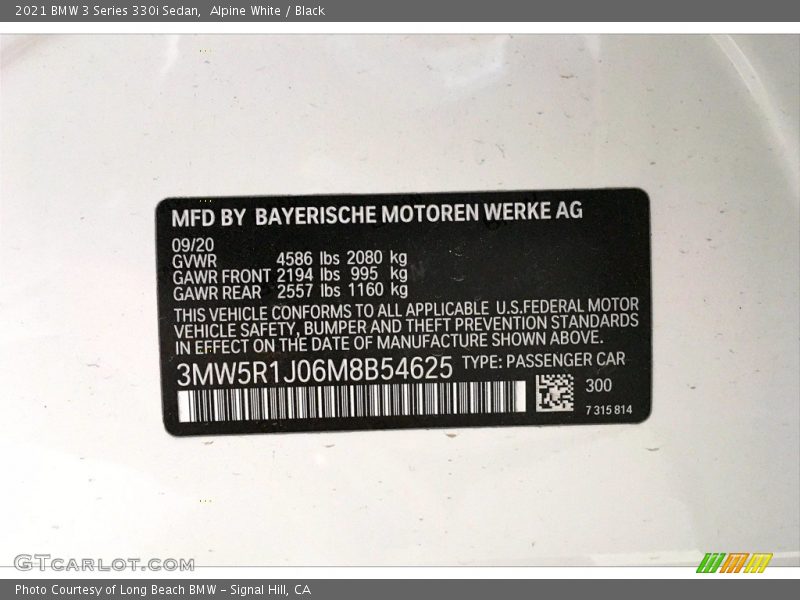 2021 BMW 3 Series 330i Sedan,  Alpine White / Black
MFD BY BAYERISCHE MOTOREN WERKE AG
09/20
GVWR 4586 lbs 2080 kg
GAWR FRONT 2194 lbs 995 kg
GAWR REAR 2557 lbs 1160 kg
THIS VEHICLE CONFORMS TO ALL APPLICABLE U.S.FEDERAL MOTOR
VEHICLE SAFETY, BUMPER AND THEFT PREVENTION STANDARDS
IN EFFECT ON THE DATE OF MANUFACTURE SHOWN ABOVE.
3MW5R1J06M8B54625 TYPE: PASSENGER CAR
300
7 315 814
GTcarlot.com
Photo Courtesy of Long Beach BMW - Signal Hill, CA